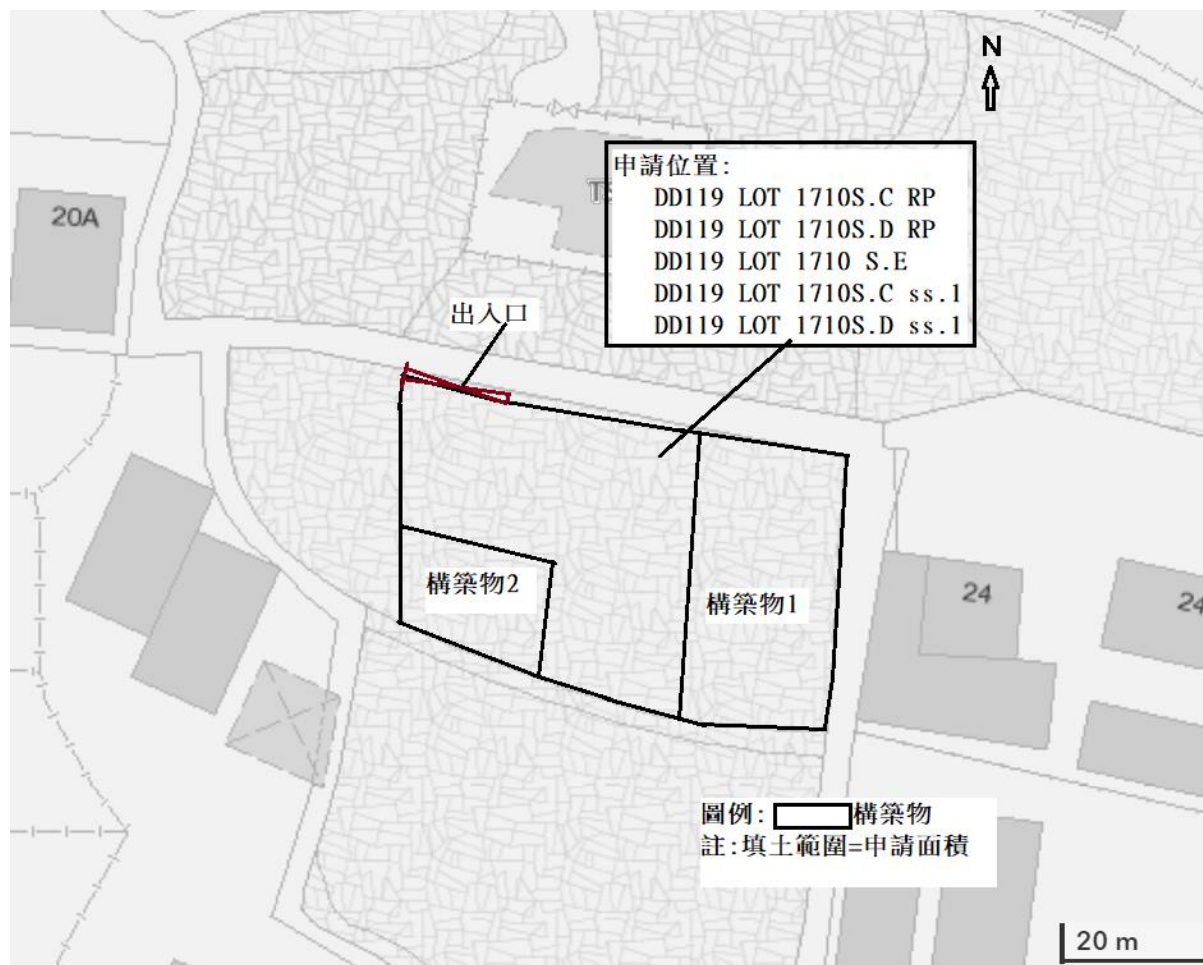 N
申請位置:
DD119 LOT 1710S.C RP
DD119 LOT 1710S.D RP
DD119 LOT 1710 S.E
DD119 LOT 1710S.C ss.1
DD119 LOT 1710S.D ss.1
20A
出入口
構築物2
構築物1
24
24
圖例: 構築物
註:填土範圍=申請面積
20 m